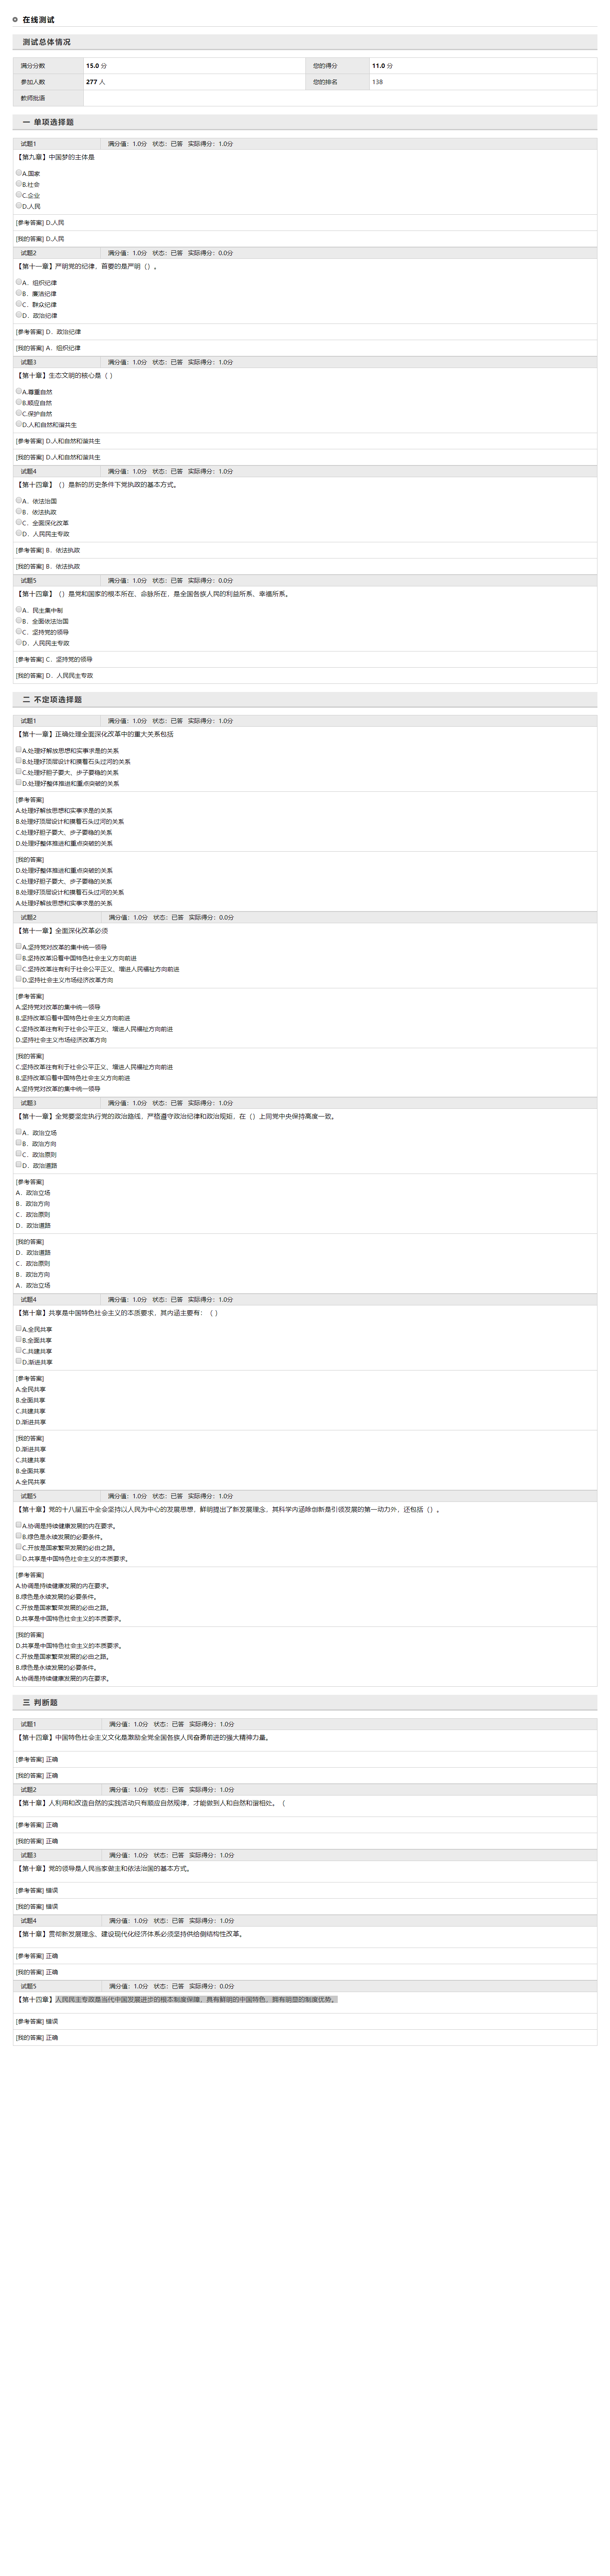 在线测试
测试总体情况
满分分数 15.0 分 您的得分 11.0 分
参加人数 277 人 您的排名 138
教师批语
一 单项选择题
试题1 满分值：1.0分 状态：已答 实际得分：1.0分
【第九章】中国梦的主体是
A.国家
B.社会
C.企业
D.人民
[参考答案] D.人民
[我的答案] D.人民
试题2 满分值：1.0分 状态：已答 实际得分：0.0分
【第十一章】严明党的纪律，首要的是严明（）。
A．组织纪律
B．廉洁纪律
C．群众纪律
D．政治纪律
[参考答案] D．政治纪律
[我的答案] A．组织纪律
试题3 满分值：1.0分 状态：已答 实际得分：1.0分
【第十章】生态文明的核心是（ ）
A.尊重自然
B.顺应自然
C.保护自然
D.人和自然和谐共生
[参考答案] D.人和自然和谐共生
[我的答案] D.人和自然和谐共生
试题4 满分值：1.0分 状态：已答 实际得分：1.0分
【第十四章】（）是新的历史条件下党执政的基本方式。
A．依法治国
B．依法执政
C．全面深化改革
D．人民民主专政
[参考答案] B．依法执政
[我的答案] B．依法执政
试题5 满分值：1.0分 状态：已答 实际得分：0.0分
【第十四章】（）是党和国家的根本所在、命脉所在，是全国各族人民的利益所系、幸福所系。
A．民主集中制
B．全面依法治国
C．坚持党的领导
D．人民民主专政
[参考答案] C．坚持党的领导
[我的答案] D．人民民主专政
二 不定项选择题
试题1 满分值：1.0分 状态：已答 实际得分：1.0分
【第十一章】正确处理全面深化改革中的重大关系包括
A.处理好解放思想和实事求是的关系
B.处理好顶层设计和摸着石头过河的关系
C.处理好胆子要大，步子要稳的关系
D.处理好整体推进和重点突破的关系
[参考答案]
A.处理好解放思想和实事求是的关系
B.处理好顶层设计和摸着石头过河的关系
C.处理好胆子要大，步子要稳的关系
D.处理好整体推进和重点突破的关系
[我的答案]
D.处理好整体推进和重点突破的关系
C.处理好胆子要大，步子要稳的关系
B.处理好顶层设计和摸着石头过河的关系
A.处理好解放思想和实事求是的关系
试题2 满分值：1.0分 状态：已答 实际得分：0.0分
【第十一章】全面深化改革必须
A.坚持党对改革的集中统一领导
B.坚持改革沿着中国特色社会主义方向前进
C.坚持改革往有利于社会公平正义，增进人民福祉方向前进
D.坚持社会主义市场经济改革方向
[参考答案]
A.坚持党对改革的集中统一领导
B.坚持改革沿着中国特色社会主义方向前进
C.坚持改革往有利于社会公平正义，增进人民福祉方向前进
D.坚持社会主义市场经济改革方向
[我的答案]
C.坚持改革往有利于社会公平正义，增进人民福祉方向前进
B.坚持改革沿着中国特色社会主义方向前进
A.坚持党对改革的集中统一领导
试题3 满分值：1.0分 状态：已答 实际得分：1.0分
【第十一章】全党要坚定执行党的政治路线，严格遵守政治纪律和政治规矩，在（）上同党中央保持高度一致。
A．政治立场
B．政治方向
C．政治原则
D．政治道路
[参考答案]
A．政治立场
B．政治方向
C．政治原则
D．政治道路
[我的答案]
D．政治道路
C．政治原则
B．政治方向
A．政治立场
试题4 满分值：1.0分 状态：已答 实际得分：1.0分
【第十章】共享是中国特色社会主义的本质要求，其内涵主要有：（ ）
A.全民共享
B.全面共享
C.共建共享
D.渐进共享
[参考答案]
A.全民共享
B.全面共享
C.共建共享
D.渐进共享
[我的答案]
D.渐进共享
C.共建共享
B.全面共享
A.全民共享
试题5 满分值：1.0分 状态：已答 实际得分：1.0分
【第十章】党的十八届五中全会坚持以人民为中心的发展思想，鲜明提出了新发展理念，其科学内涵除创新是引领发展的第一动力外，还包括（）。
A.协调是持续健康发展的内在要求。
B.绿色是永续发展的必要条件。
C.开放是国家繁荣发展的必由之路。
D.共享是中国特色社会主义的本质要求。
[参考答案]
A.协调是持续健康发展的内在要求。
B.绿色是永续发展的必要条件。
C.开放是国家繁荣发展的必由之路。
D.共享是中国特色社会主义的本质要求。
[我的答案]
D.共享是中国特色社会主义的本质要求。
C.开放是国家繁荣发展的必由之路。
B.绿色是永续发展的必要条件。
A.协调是持续健康发展的内在要求。
三 判断题
试题1 满分值：1.0分 状态：已答 实际得分：1.0分
【第十四章】中国特色社会主义文化是激励全党全国各族人民奋勇前进的强大精神力量。
[参考答案] 正确
[我的答案] 正确
试题2 满分值：1.0分 状态：已答 实际得分：1.0分
【第十章】人利用和改造自然的实践活动只有顺应自然规律，才能做到人和自然和谐相处。（
[参考答案] 正确
[我的答案] 正确
试题3 满分值：1.0分 状态：已答 实际得分：1.0分
【第十章】党的领导是人民当家做主和依法治国的基本方式。
[参考答案] 错误
[我的答案] 错误
试题4 满分值：1.0分 状态：已答 实际得分：1.0分
【第十章】贯彻新发展理念、建设现代化经济体系必须坚持供给侧结构性改革。
[参考答案] 正确
[我的答案] 正确
试题5 满分值：1.0分 状态：已答 实际得分：0.0分
【第十四章】人民民主专政是当代中国发展进步的根本制度保障，具有鲜明的中国特色，拥有明显的制度优势。
[参考答案] 错误
[我的答案] 正确